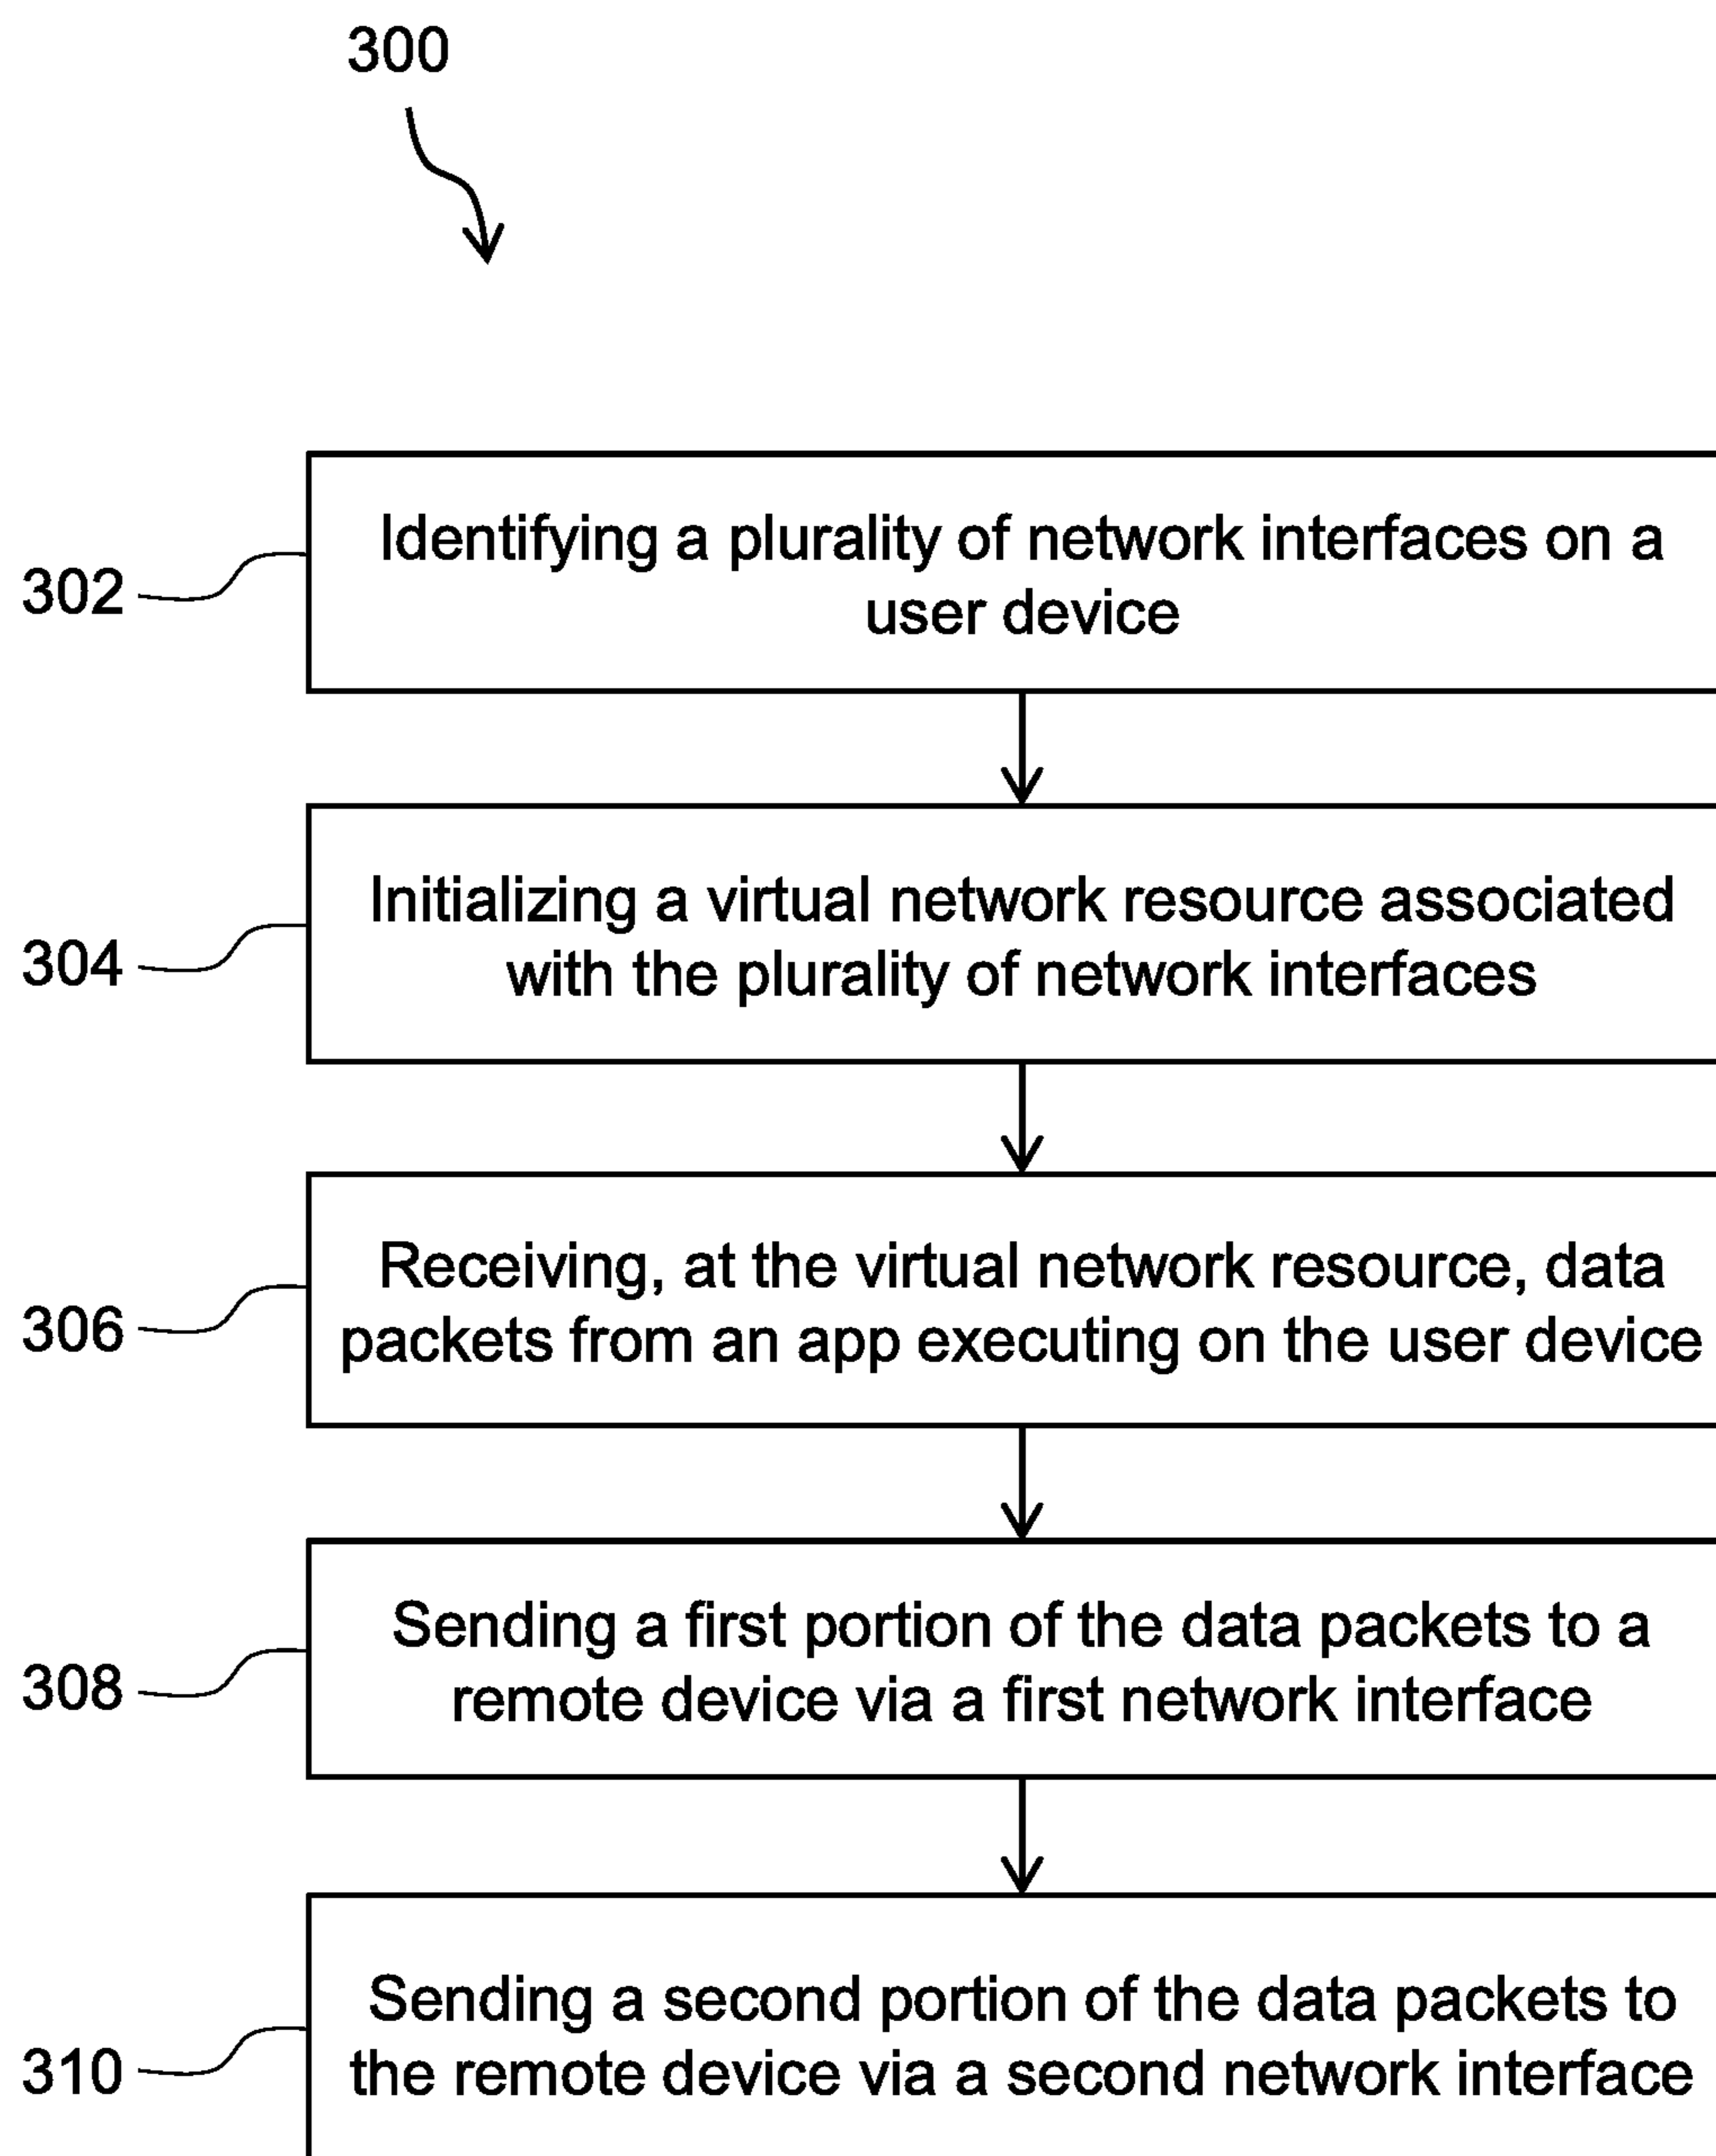 300
302
Identifying a plurality of network interfaces on a
user device
304
Initializing a virtual network resource associated
with the plurality of network interfaces
306
Receiving, at the virtual network resource, data
packets from an app executing on the user device
308
Sending a first portion of the data packets to a
remote device via a first network interface
310
Sending a second portion of the data packets to
the remote device via a second network interface